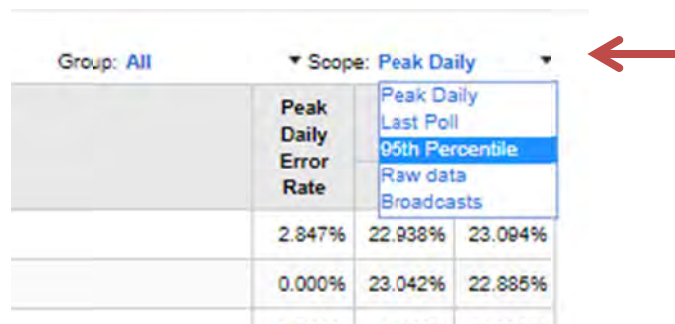 Group: All
Scope: Peak Daily
Peak Daily
Last Poll
95th Percentile
Raw data
Broadcasts
Peak
Daily
Error
Rate
2.847% 22.938% 23.094%
0.000% 23.042% 22.885%